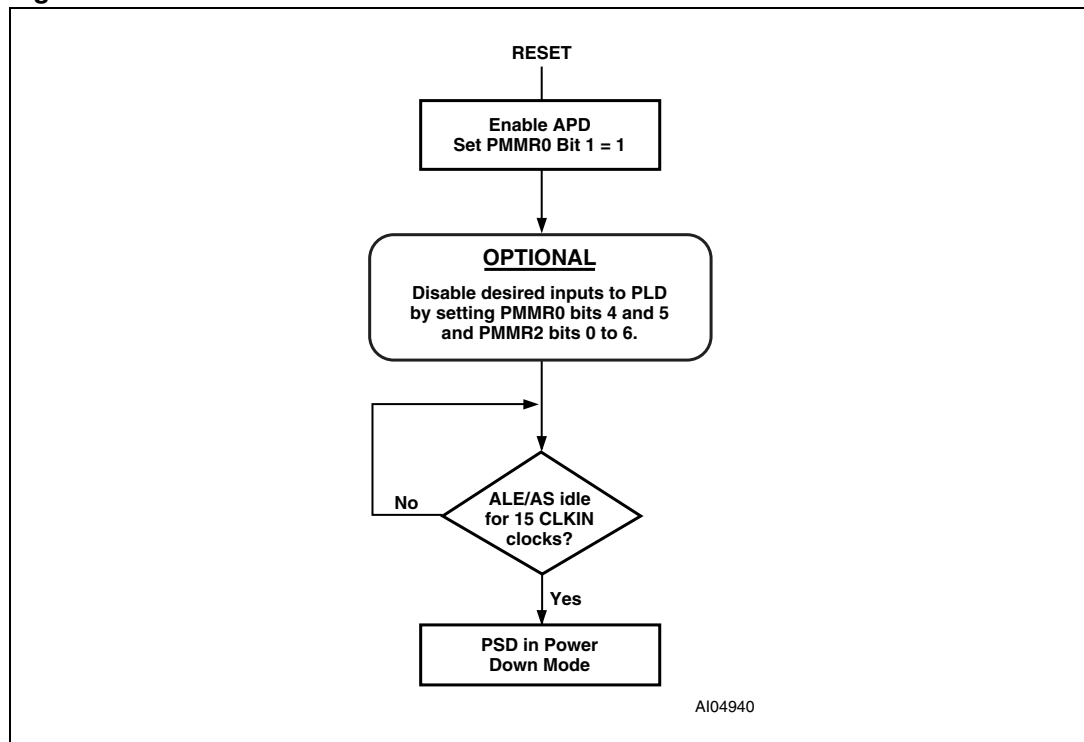 RESET
Enable APD
Set PMMR0 Bit 1 = 1
OPTIONAL
Disable desired inputs to PLD
by setting PMMR0 bits 4 and 5
and PMMR2 bits 0 to 6.
No
ALE/AS idle
for 15 CLKIN
clocks?
Yes
PSD in Power
Down Mode
AI04940